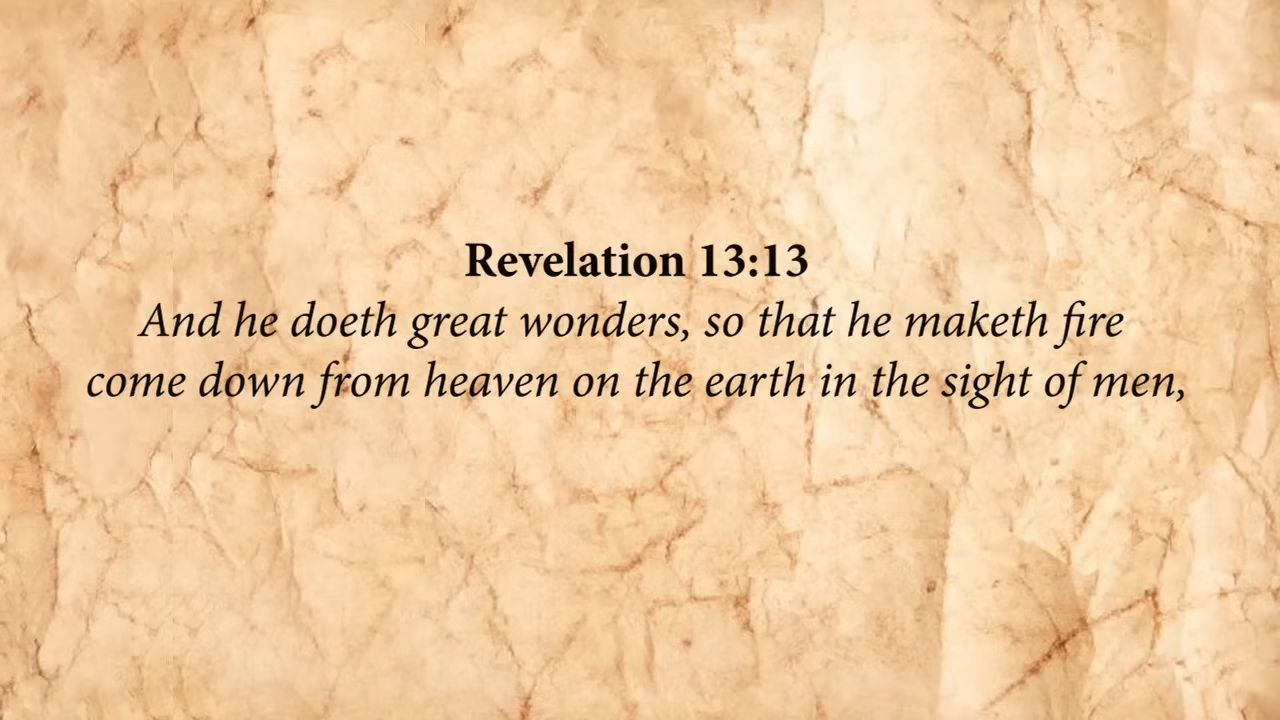 Revelation 13:13
And he doeth great wonders, so that he maketh fire
come down from heaven on the earth in the sight of men,